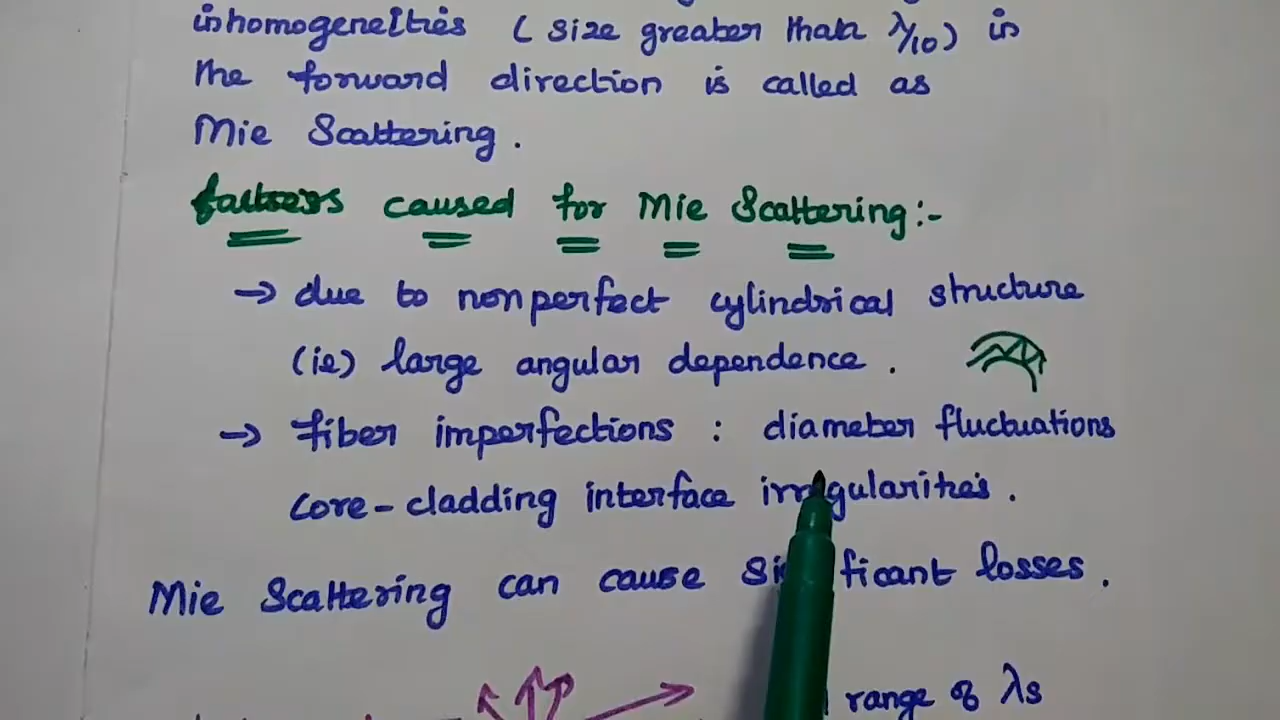 inhomogeneities (size greater than λ/10) in
the forward direction is called as
Mie Scattering.
factors caused for Mie Scattering:-
→ due to nonperfect cylindrical structure
(ie) large angular dependence.
→ fiber imperfections : diameter fluctuations
core-cladding interface irregularities.
Mie Scattering can cause significant losses.
range of λs